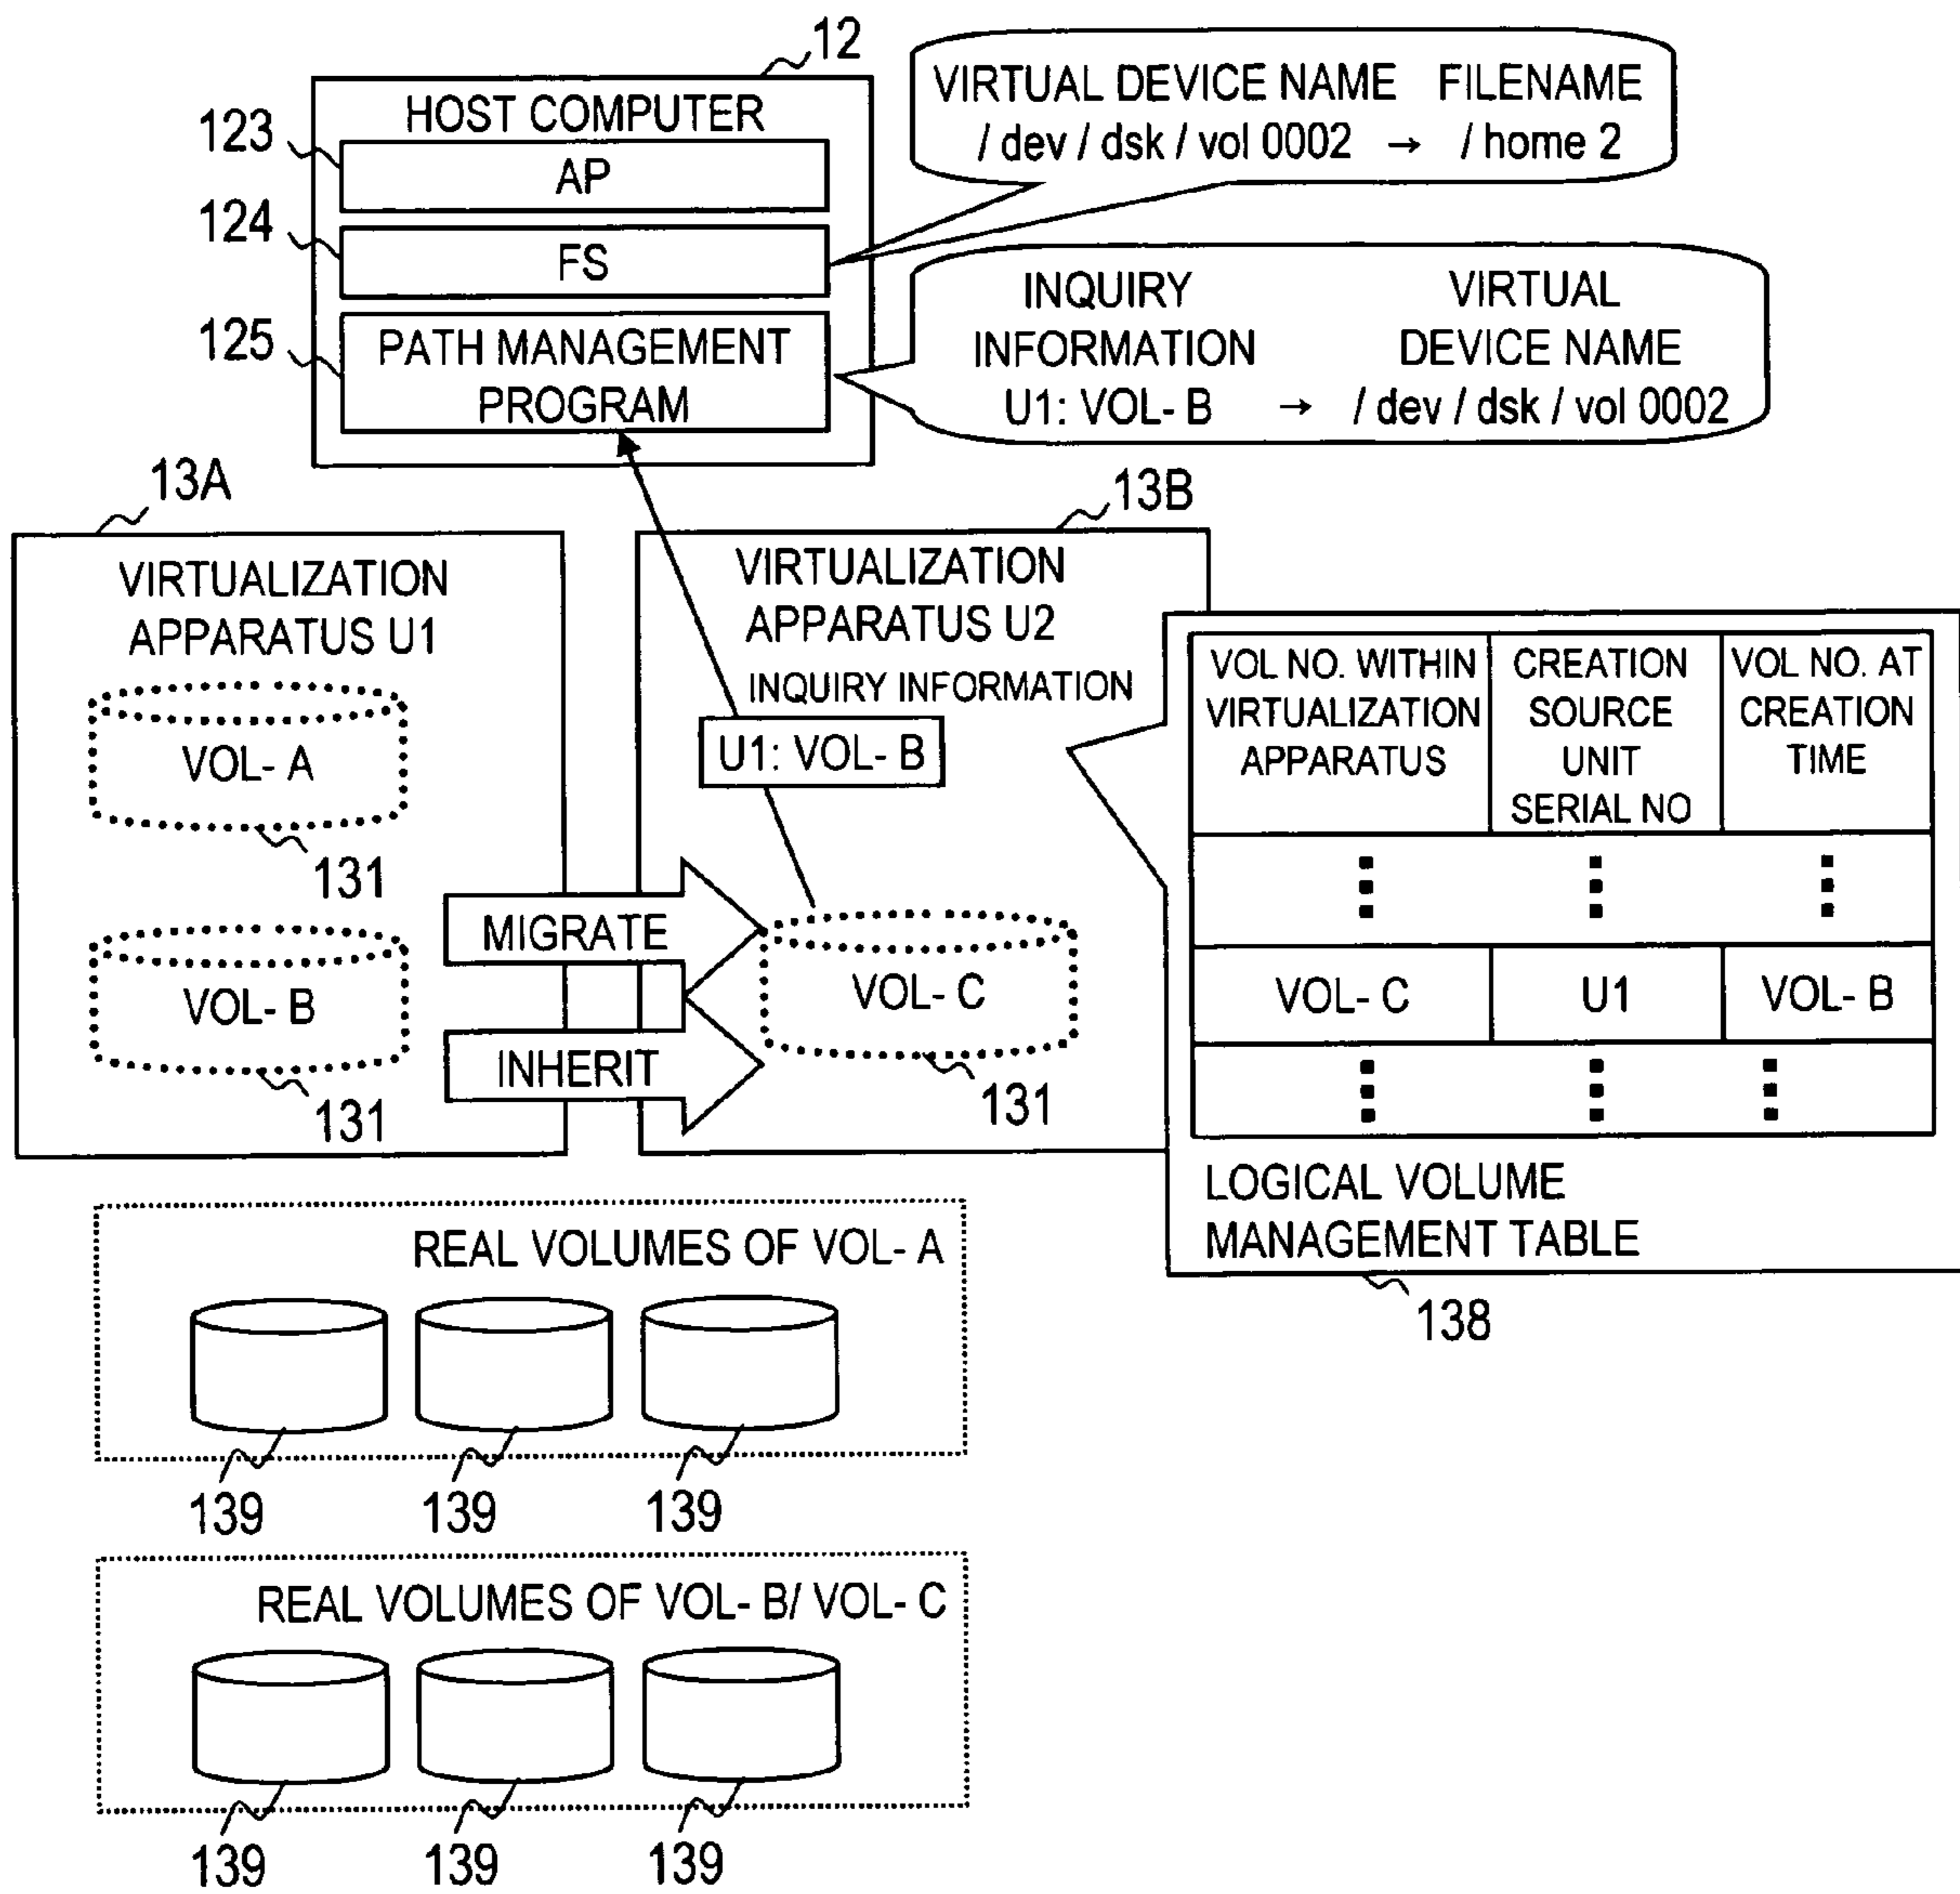 12
HOST COMPUTER
123
AP
124
FS
125
PATH MANAGEMENT
PROGRAM
VIRTUAL DEVICE NAME FILENAME
/ dev / dsk / vol 0002 → / home 2
INQUIRY
INFORMATION
U1: VOL- B →
VIRTUAL
DEVICE NAME
/ dev / dsk / vol 0002
13A
VIRTUALIZATION
APPARATUS U1
VOL- A
131
VOL- B
131
MIGRATE
INHERIT
13B
VIRTUALIZATION
APPARATUS U2
INQUIRY INFORMATION
U1: VOL- B
VOL- C
131
VOL NO. WITHIN
VIRTUALIZATION
APPARATUS
CREATION
SOURCE
UNIT
SERIAL NO
VOL NO. AT
CREATION
TIME
VOL- C U1 VOL- B
LOGICAL VOLUME
MANAGEMENT TABLE
138
REAL VOLUMES OF VOL- A
139 139 139
REAL VOLUMES OF VOL- B/ VOL- C
139 139 139